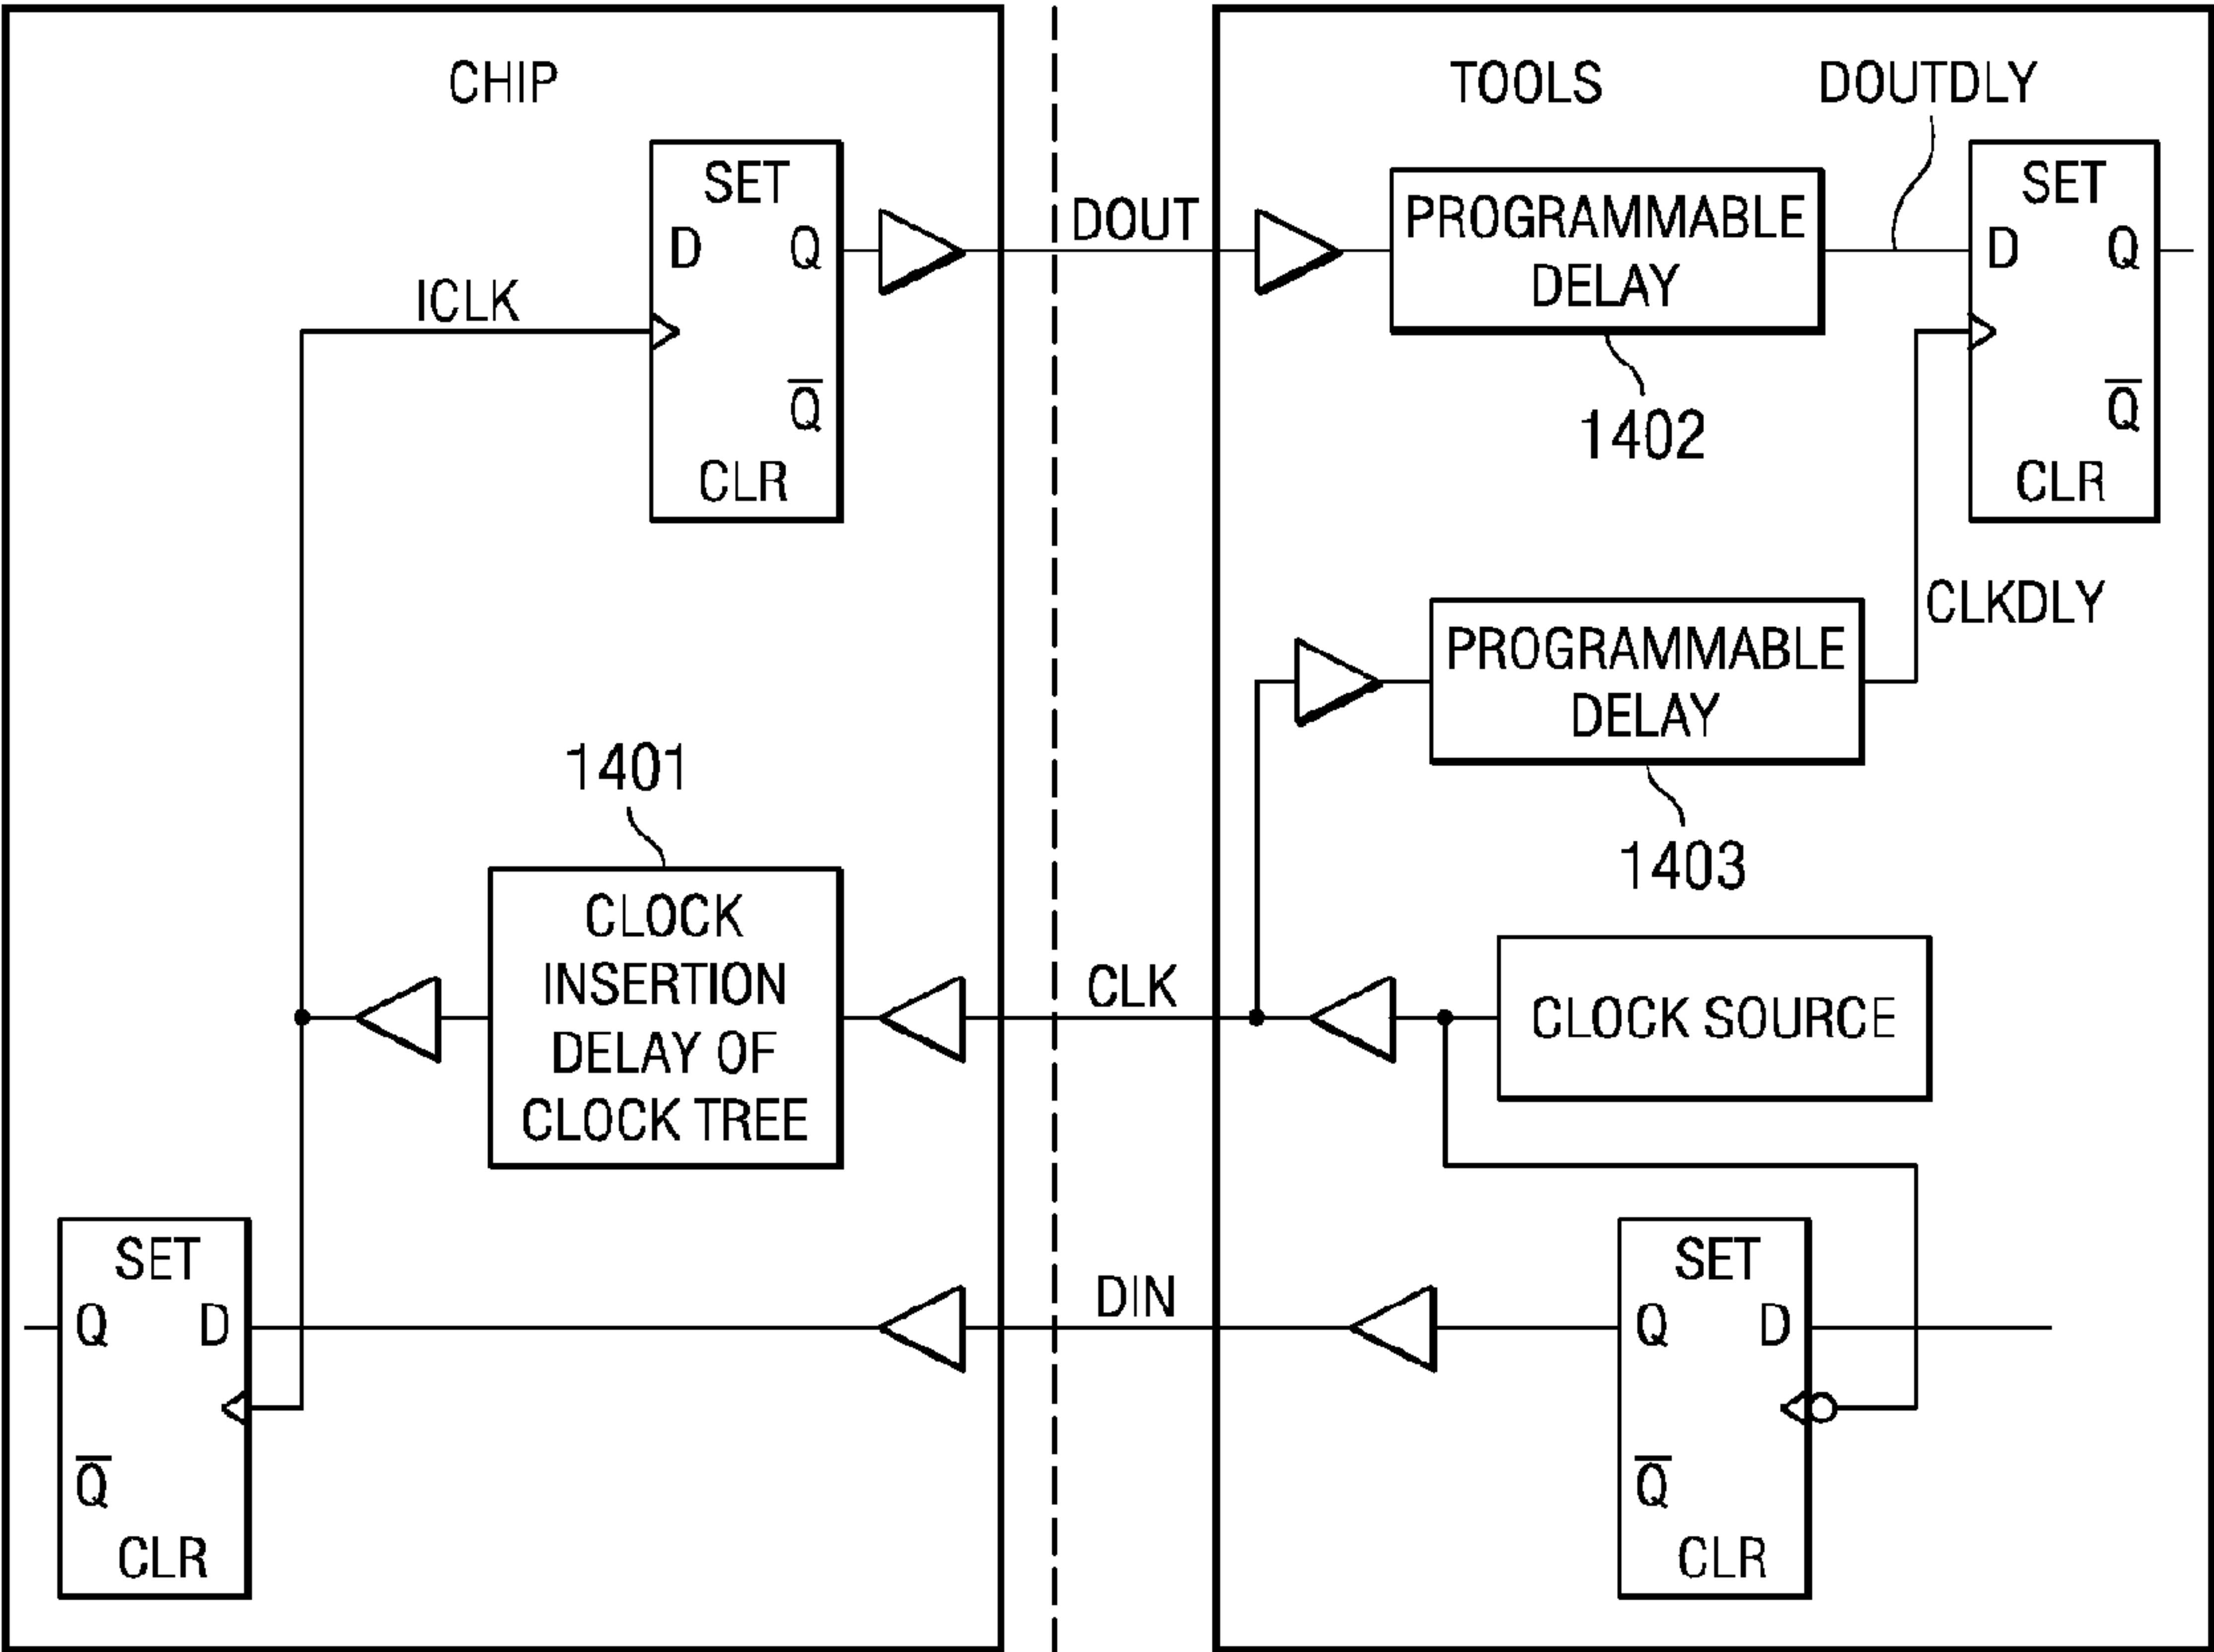 CHIP
TOOLS
DOUTDLY
SET
D
Q
Q̅
CLR
ICLK
DOUT
PROGRAMMABLE
DELAY
1402
SET
D
Q
Q̅
CLR
CLKDLY
PROGRAMMABLE
DELAY
1403
1401
CLOCK
INSERTION
DELAY OF
CLOCK TREE
CLK
CLOCK SOURCE
SET
Q
D
Q̅
CLR
DIN
SET
Q
D
Q̅
CLR